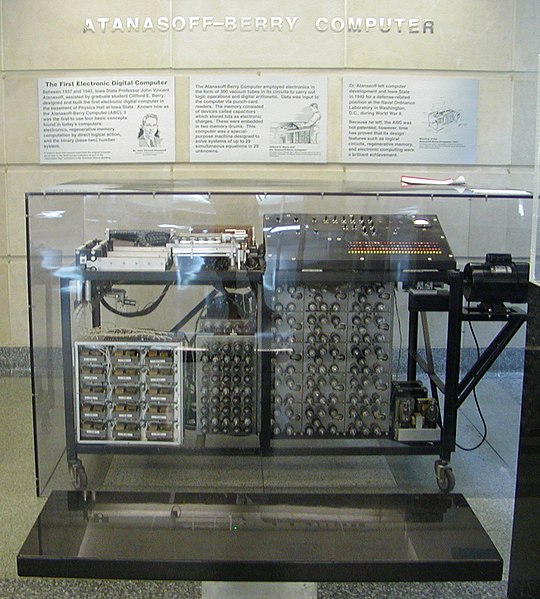 ATANASOFF–BERRY COMPUTER
The First Electronic Digital Computer
Between 1937 and 1942, Iowa State Professor John Vincent
Atanasoff, assisted by graduate student Clifford E. Berry,
designed and built the first electronic digital computer in
the basement of Physics Hall at Iowa State. Known now as
the Atanasoff-Berry Computer (ABC), it
was the first to use four basic concepts
found in today's computers:
electronics, regenerative memory,
computation by direct logical action,
and the binary (base-two) number
system.
The Atanasoff-Berry Computer employed electronics in
the form of 300 vacuum tubes in its circuits to carry out
logic operations and digital arithmetic. Data was input to
the computer via punch-card
readers. The memory consisted
of devices called capacitors
which stored bits as electronic
charges. These were embedded
in two memory drums. This
computer was a special-
purpose machine designed to
solve systems of up to 29
simultaneous equations in 29
unknowns.
Dr. Atanasoff left computer
development and Iowa State
in 1942 for a defense-related
position at the Naval Ordnance
Laboratory in Washington,
D.C., during World War II.
Because he left, the ABC was
not patented; however, time
has proved that its design
features such as logical
circuits, regenerative memory,
and electronic computing were
a brilliant achievement.